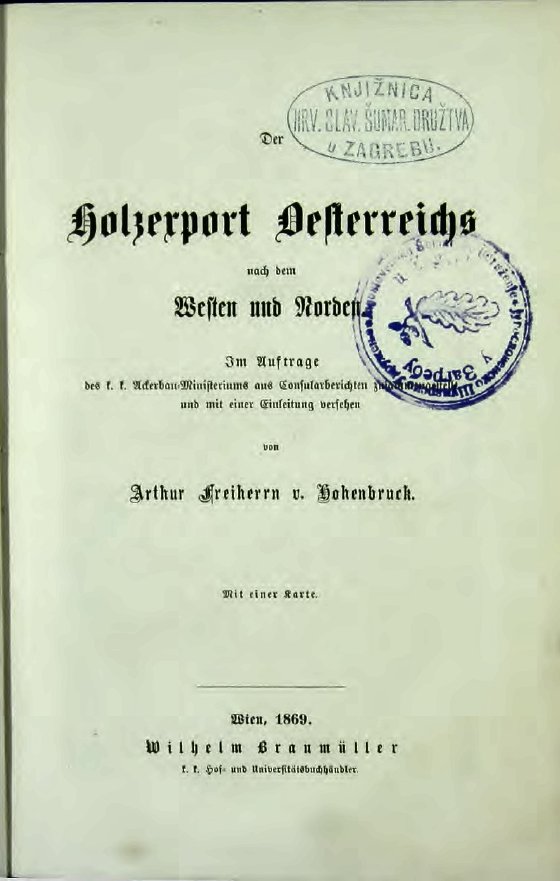 KNJIŽNICA
HRV. SLAV. ŠUMAR. DRUŽTVA
U ZAGREBU.
Der
Holzexport Oesterreichs
nach dem
Westen und Norden.
Im Auftrage
des k. k. Ackerbau-Ministeriums aus Consularberichten zusammengestellt
und mit einer Einleitung versehen
von
Arthur Freiherrn v. Hohenbruck.
Mit einer Karte.
Wien, 1869.
Wilhelm Braumüller
k. k. Hof- und Universitätsbuchhändler.
у Загребу